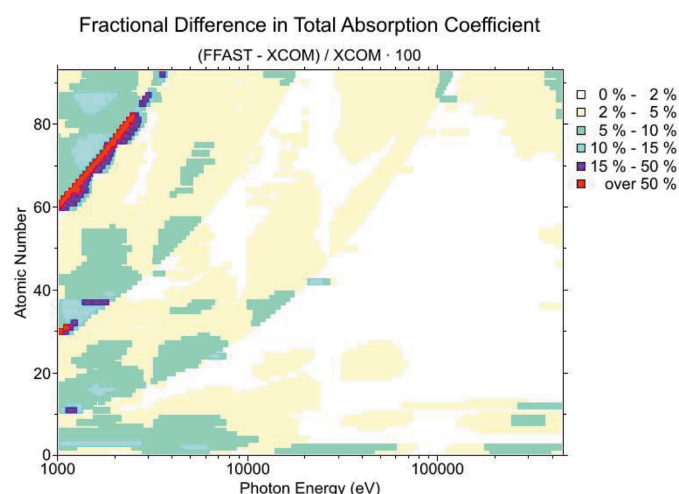 Fractional Difference in Total Absorption Coefficient
(FFAST - XCOM) / XCOM · 100
0 % - 2 %
2 % - 5 %
5 % - 10 %
10 % - 15 %
15 % - 50 %
over 50 %
Atomic Number
80
60
40
20
0
1000
10000
100000
Photon Energy (eV)